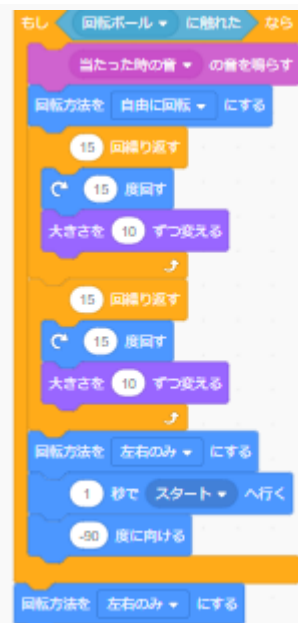 もし 回転ボール に触れた なら
当たった時の音 の音を鳴らす
回転方法を 自由に回転 にする
15 回繰り返す
15 度回す
大きさを 10 ずつ変える
15 回繰り返す
15 度回す
大きさを 10 ずつ変える
回転方法を 左右のみ にする
1 秒で スタート へ行く
-90 度に向ける
回転方法を 左右のみ にする